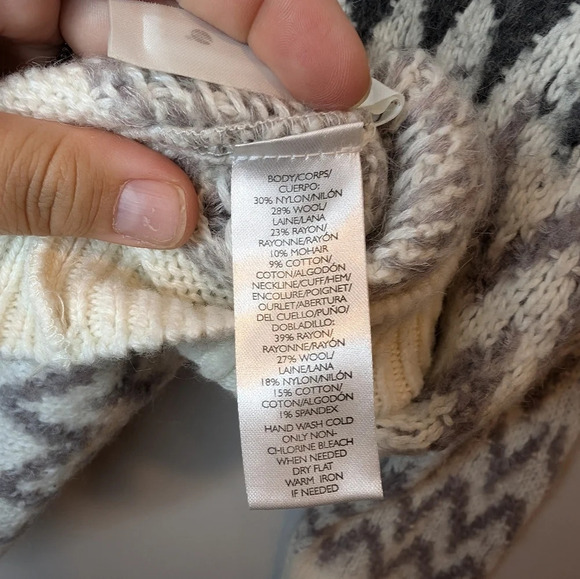 BODY/CORPS/
CUERPO:
30% NYLON/NILÓN
28% WOOL/
LAINE/LANA
23% RAYON/
RAYONNE/RAYÓN
10% MOHAIR
9% COTTON/
COTON/ALGODÓN
NECKLINE/CUFF/HEM/
ENCOLURE/POIGNET/
OURLET/ABERTURA
DEL CUELLO/PUÑO/
DOBLADILLO:
39% RAYON/
RAYONNE/RAYÓN
27% WOOL/
LAINE/LANA
18% NYLON/NILÓN
15% COTTON/
COTON/ALGODÓN
1% SPANDEX
HAND WASH COLD
ONLY NON-
CHLORINE BLEACH
WHEN NEEDED
DRY FLAT
WARM IRON
IF NEEDED